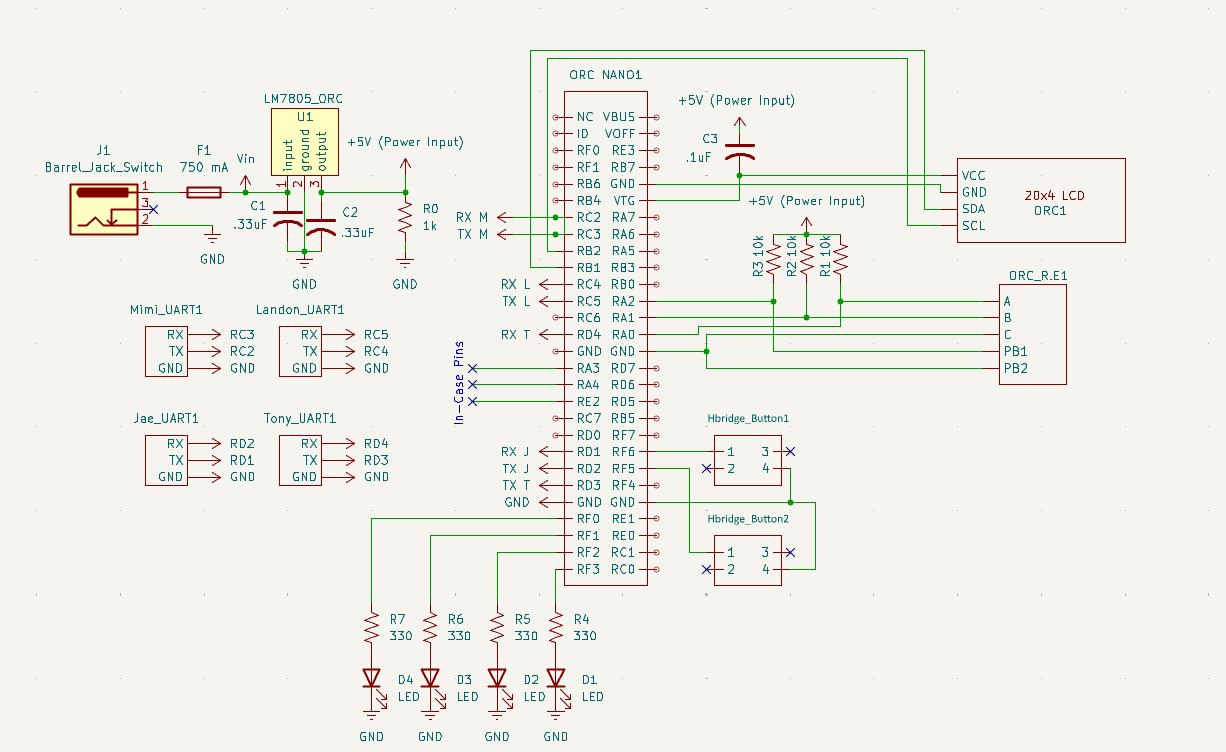 ORC NANO1
LM7805_ORC
U1
input
ground
output
1
2
3
+5V (Power Input)
+5V (Power Input)
J1
Barrel_Jack_Switch
1
3
2
F1
750 mA
Vin
C1
.33uF
C2
.33uF
R0
1k
GND
GND
GND
C3
.1uF
+5V (Power Input)
R3 10k
R2 10k
R1 10k
VCC
GND
SDA
SCL
20x4 LCD
ORC1
ORC_R.E1
A
B
C
PB1
PB2
RX M
TX M
RX L
TX L
RX T
In-Case Pins
RX J
TX J
TX T
GND
NC VBUS
ID VOFF
RF0 RE3
RF1 RB7
RB6 GND
RB4 VTG
RC2 RA7
RC3 RA6
RB2 RA5
RB1 RB3
RC4 RB0
RC5 RA2
RC6 RA1
RD4 RA0
GND GND
RA3 RD7
RA4 RD6
RE2 RD5
RC7 RB5
RD0 RF7
RD1 RF6
RD2 RF5
RD3 RF4
GND GND
RF0 RE1
RF1 RE0
RF2 RC1
RF3 RC0
Mimi_UART1
RX RC3
TX RC2
GND GND
Landon_UART1
RX RC5
TX RC4
GND GND
Jae_UART1
RX RD2
TX RD1
GND GND
Tony_UART1
RX RD4
TX RD3
GND GND
Hbridge_Button1
1 3
2 4
Hbridge_Button2
1 3
2 4
R7
330
R6
330
R5
330
R4
330
D4
LED
D3
LED
D2
LED
D1
LED
GND
GND
GND
GND